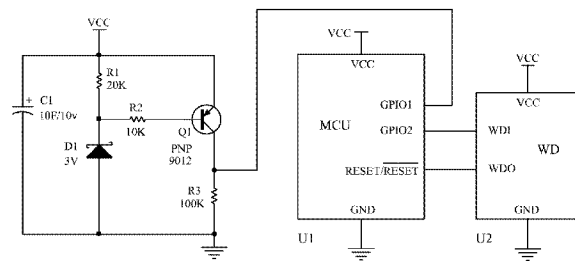 VCC
R1
20K
C1
+
10F/10v
R2
10K
D1
3V
Q1
PNP
9012
R3
100K
VCC
VCC
MCU
GPIO1
GPIO2
RESET/RESET
GND
U1
VCC
VCC
WDI
WD
WDO
GND
U2